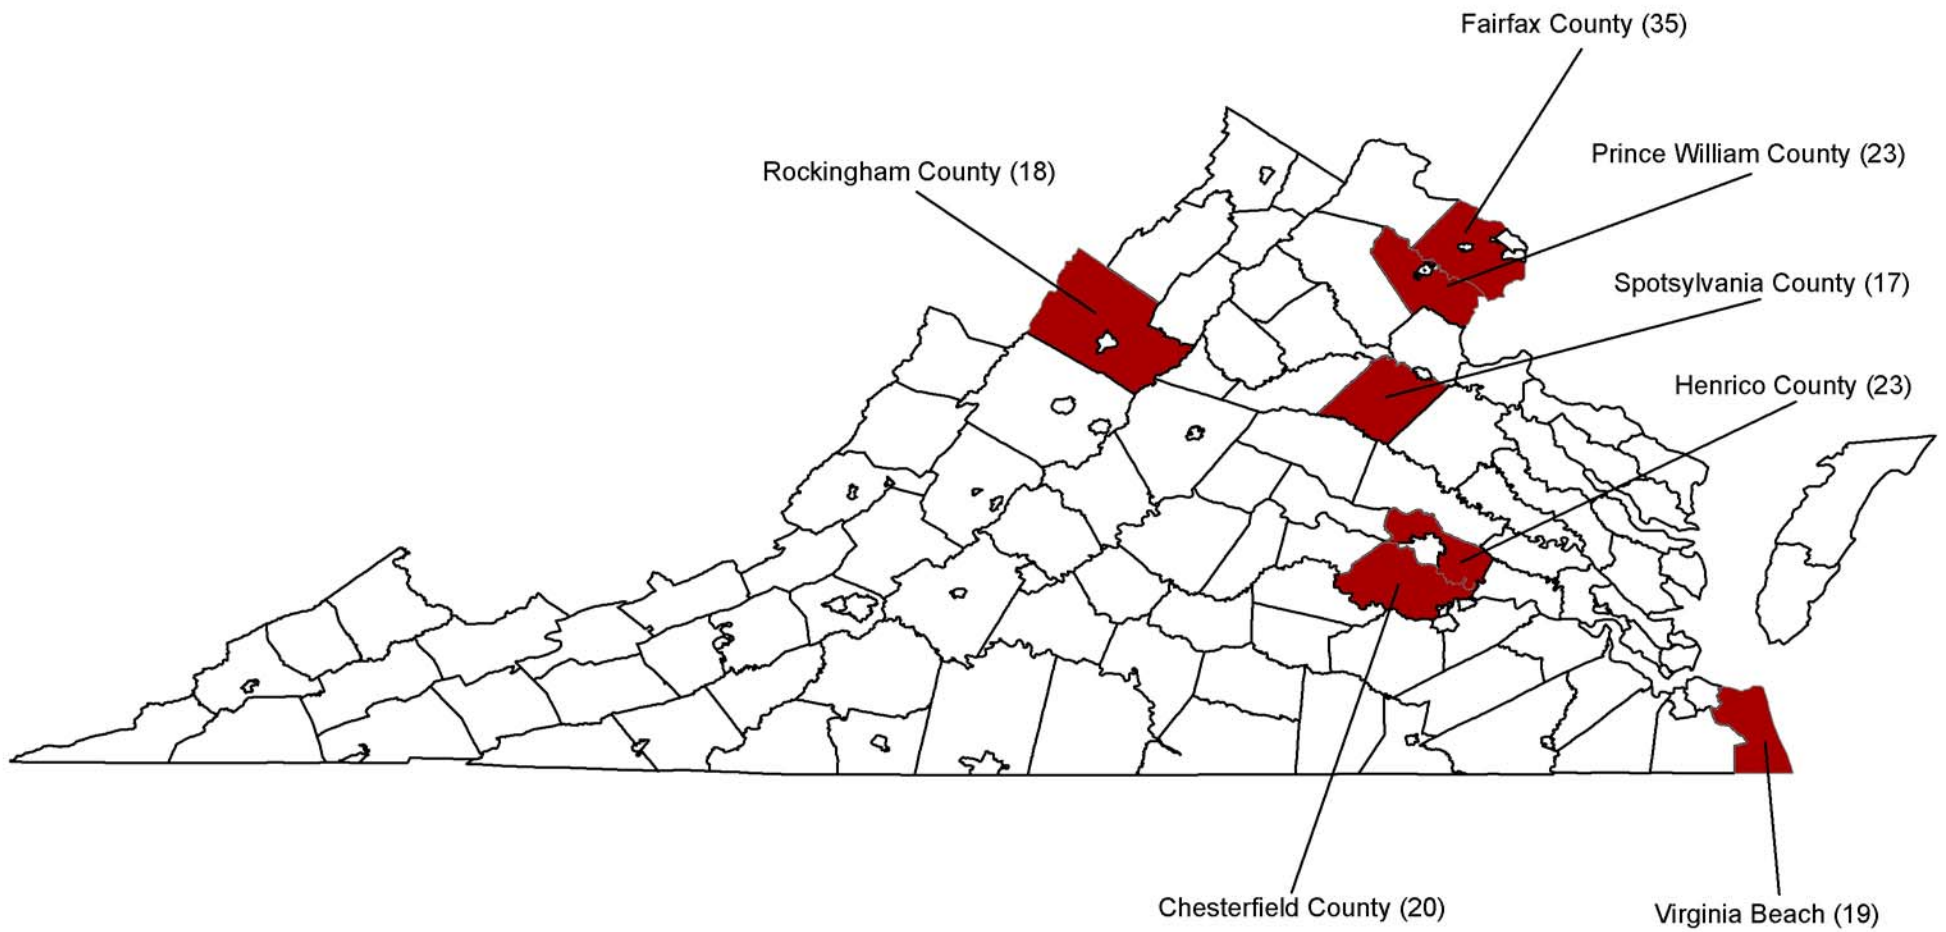 Fairfax County (35)
Prince William County (23)
Rockingham County (18)
Spotsylvania County (17)
Henrico County (23)
Chesterfield County (20)
Virginia Beach (19)